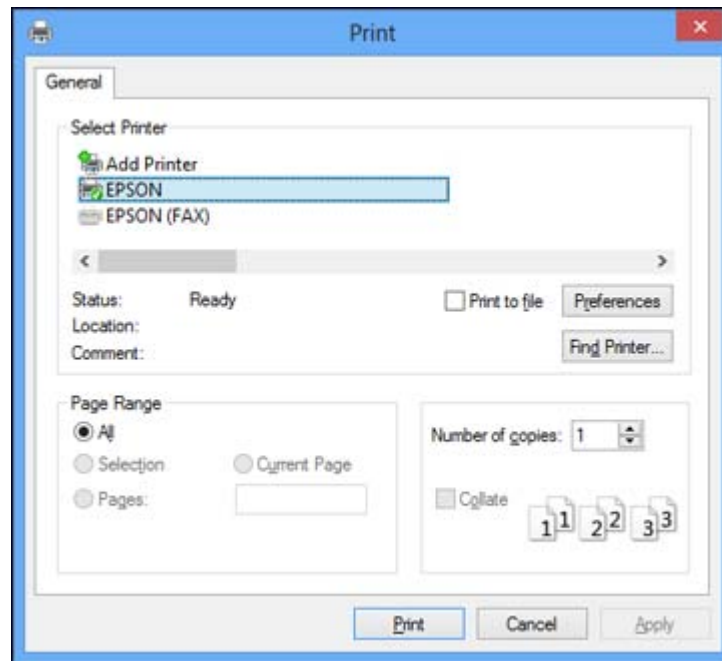 Print
General
Select Printer
Add Printer
EPSON
EPSON (FAX)
Status: Ready
Print to file
Preferences
Location:
Comment:
Find Printer...
Page Range
All
Selection
Current Page
Pages:
Number of copies: 1
Collate
1 1 2 2 3 3
Print
Cancel
Apply